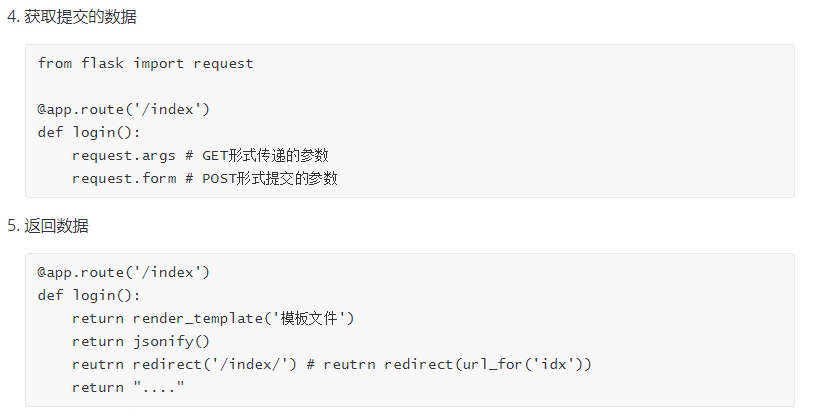 4. 获取提交的数据
from flask import request
@app.route('/index')
def login():
request.args # GET形式传递的参数
request.form # POST形式提交的参数
5. 返回数据
@app.route('/index')
def login():
return render_template('模板文件')
return jsonify()
reutrn redirect('/index/') # reutrn redirect(url_for('idx'))
return "...."